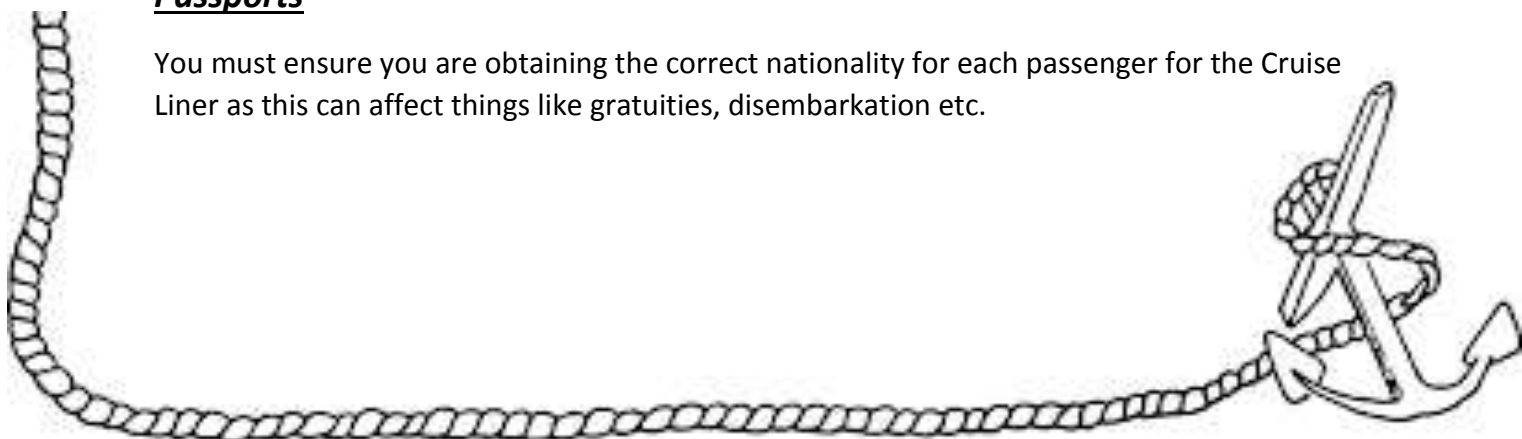 Passports
You must ensure you are obtaining the correct nationality for each passenger for the Cruise
Liner as this can affect things like gratuities, disembarkation etc.